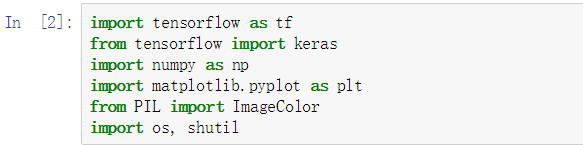 In [2]: import tensorflow as tf
from tensorflow import keras
import numpy as np
import matplotlib.pyplot as plt
from PIL import ImageColor
import os, shutil